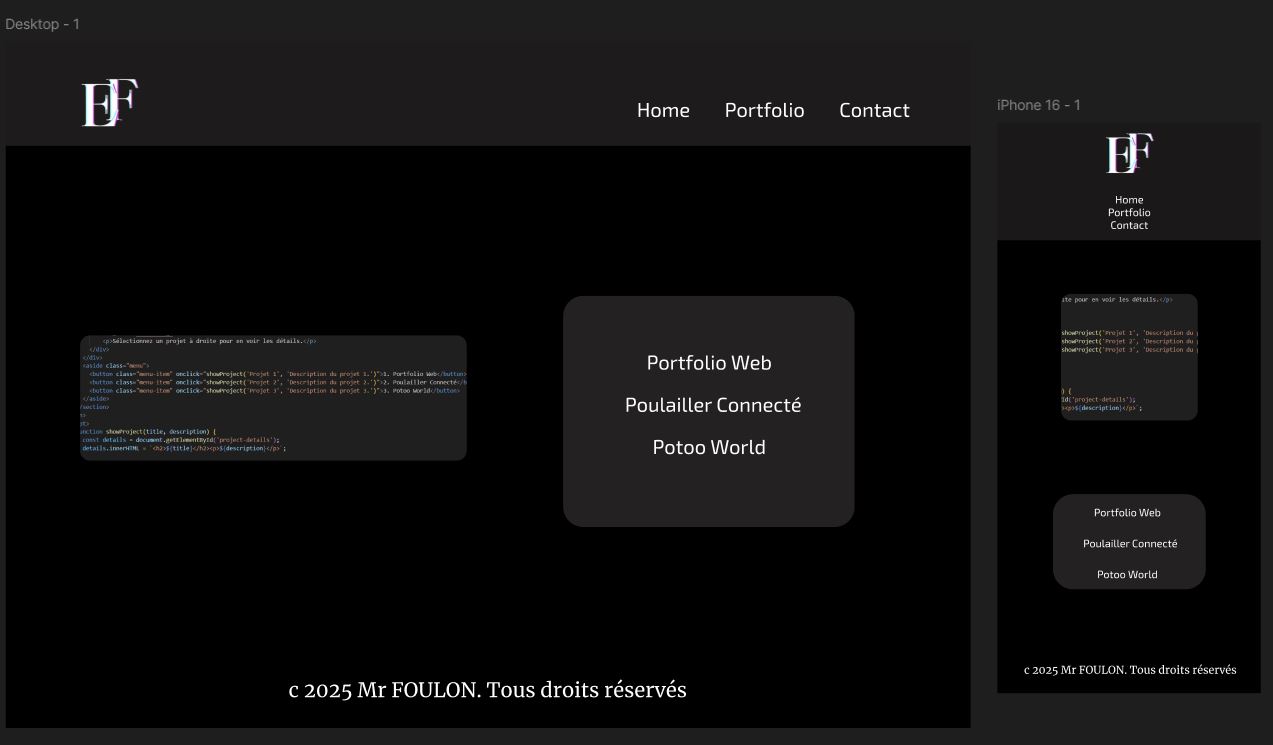 Desktop - 1
EF
Home Portfolio Contact
<p>Sélectionnez un projet à droite pour en voir les détails.</p>
</div>
</div>
<aside class="menu">
<button class="menu-item" onclick="showProject('Projet 1', 'Description du projet 1.')">1. Portfolio Web</button>
<button class="menu-item" onclick="showProject('Projet 2', 'Description du projet 2.')">2. Poulailler Connecté</b
<button class="menu-item" onclick="showProject('Projet 3', 'Description du projet 3.')">3. Potoo World</button>
</aside>
/section>
>
t>
nction showProject(title, description) {
const details = document.getElementById('project-details');
details.innerHTML = `<h2>${title}</h2><p>${description}</p>`;
Portfolio Web
Poulailler Connecté
Potoo World
c 2025 Mr FOULON. Tous droits réservés
iPhone 16 - 1
EF
Home
Portfolio
Contact
ite pour en voir les détails.</p>
showProject('Projet 1', 'Description du p
showProject('Projet 2', 'Description du p
showProject('Projet 3', 'Description du p
) {
Id('project-details');
><p>${description}</p>`;
Portfolio Web
Poulailler Connecté
Potoo World
c 2025 Mr FOULON. Tous droits réservés